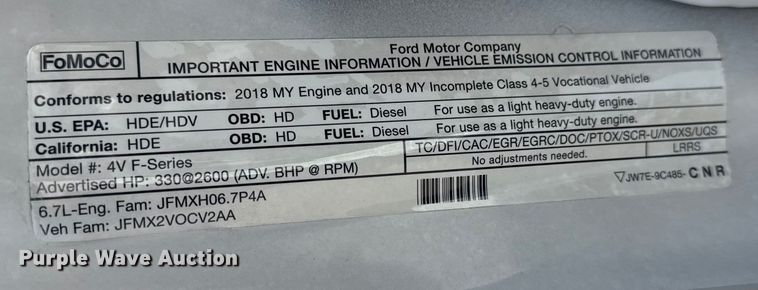 FoMoCo
Ford Motor Company
IMPORTANT ENGINE INFORMATION / VEHICLE EMISSION CONTROL INFORMATION
Conforms to regulations: 2018 MY Engine and 2018 MY Incomplete Class 4-5 Vocational Vehicle
U.S. EPA: HDE/HDV OBD: HD FUEL: Diesel For use as a light heavy-duty engine.
California: HDE OBD: HD FUEL: Diesel For use as a light heavy-duty engine.
Model #: 4V F-Series TC/DFI/CAC/EGR/EGRC/DOC/PTOX/SCR-U/NOXS/UQS
Advertised HP: 330@2600 (ADV. BHP @ RPM) No adjustments needed. LRRS
6.7L-Eng. Fam: JFMXH06.7P4A ▽JW7E-9C485- C N R
Veh Fam: JFMX2VOCV2AA
Purple Wave Auction